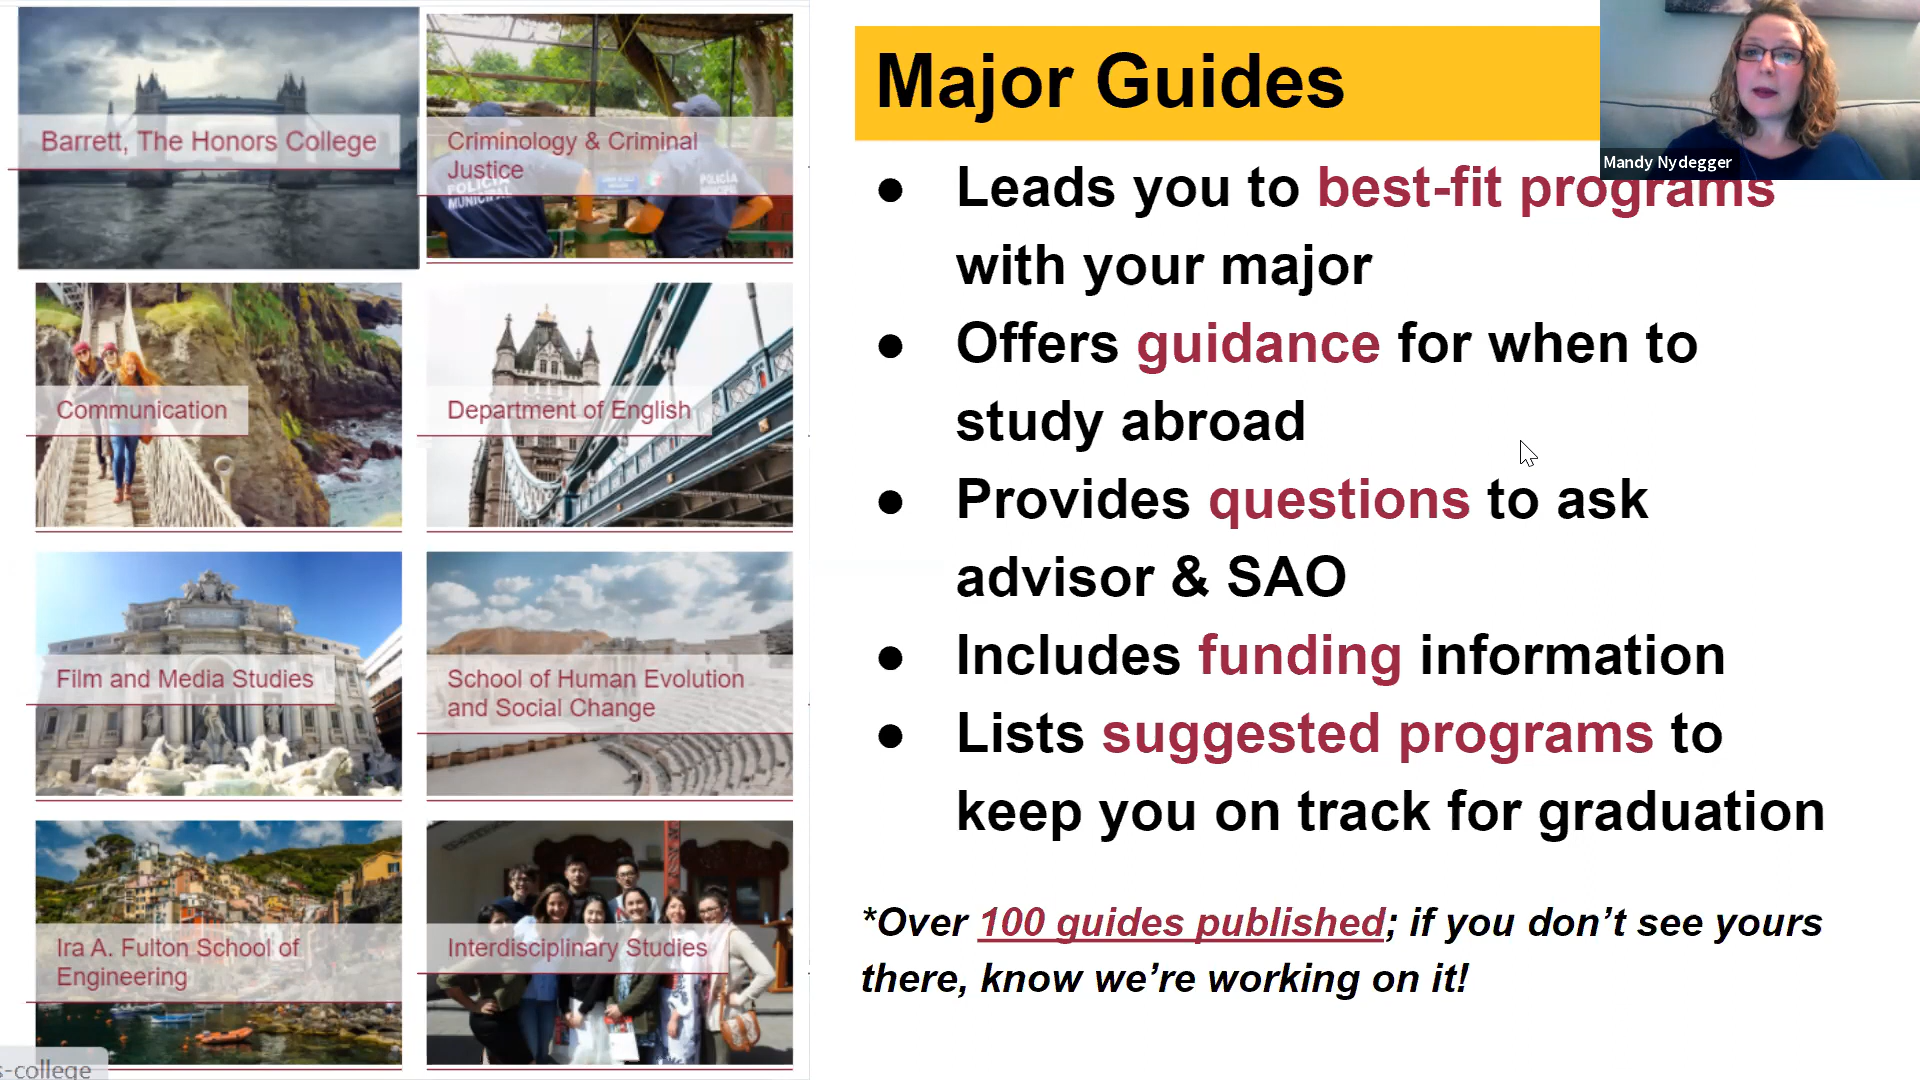 Barrett, The Honors College
Criminology & Criminal
Justice
POLICÍA
MUNICIPAL
POLICÍA
Communication
Department of English
Film and Media Studies
School of Human Evolution
and Social Change
Ira A. Fulton School of
Engineering
Interdisciplinary Studies
s-college
Major Guides
Mandy Nydegger
● Leads you to best-fit programs
with your major
● Offers guidance for when to
study abroad
● Provides questions to ask
advisor & SAO
● Includes funding information
● Lists suggested programs to
keep you on track for graduation
*Over 100 guides published; if you don’t see yours
there, know we’re working on it!